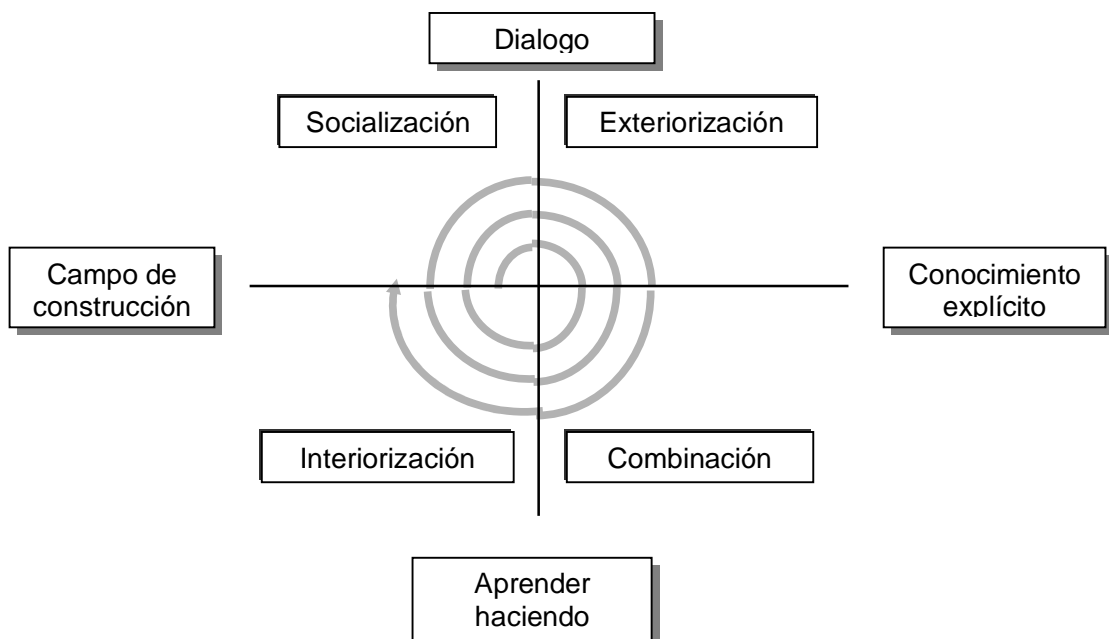 Dialogo
Socialización
Exteriorización
Campo de
construcción
Conocimiento
explícito
Interiorización
Combinación
Aprender
haciendo